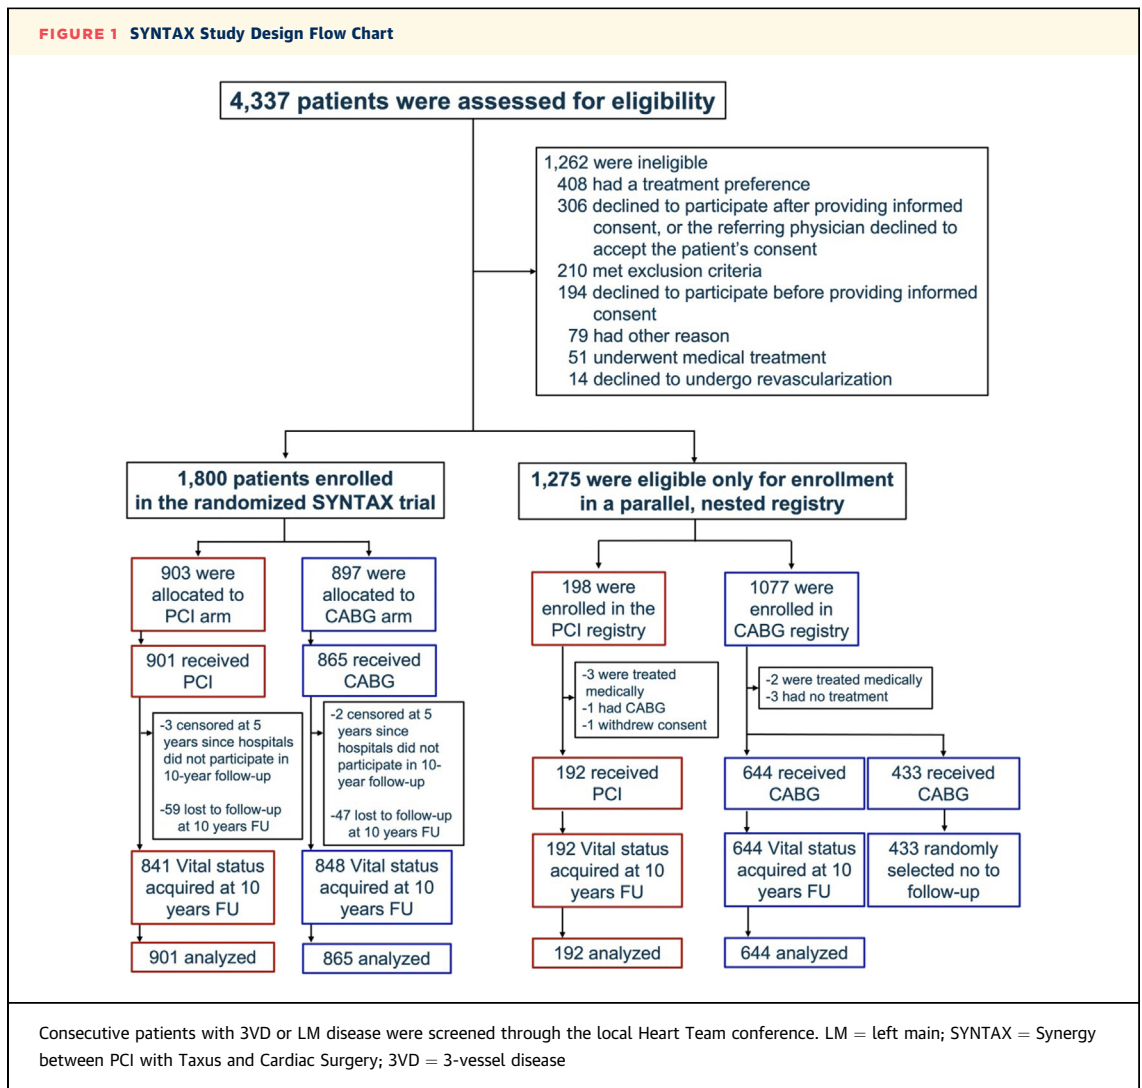 FIGURE 1 SYNTAX Study Design Flow Chart
4,337 patients were assessed for eligibility
1,262 were ineligible
408 had a treatment preference
306 declined to participate after providing informed
consent, or the referring physician declined to
accept the patient's consent
210 met exclusion criteria
194 declined to participate before providing informed
consent
79 had other reason
51 underwent medical treatment
14 declined to undergo revascularization
1,800 patients enrolled
in the randomized SYNTAX trial
1,275 were eligible only for enrollment
in a parallel, nested registry
903 were
allocated to
PCI arm
897 were
allocated to
CABG arm
198 were
enrolled in the
PCI registry
1077 were
enrolled in
CABG registry
901 received
PCI
865 received
CABG
-3 were treated
medically
-1 had CABG
-1 withdrew consent
-2 were treated medically
-3 had no treatment
-3 censored at 5
years since hospitals
did not participate in
10-year follow-up
-59 lost to follow-up
at 10 years FU
-2 censored at 5
years since
hospitals did not
participate in 10-
year follow-up
-47 lost to follow-up
at 10 years FU
192 received
PCI
644 received
CABG
433 received
CABG
841 Vital status
acquired at 10
years FU
848 Vital status
acquired at 10
years FU
192 Vital status
acquired at 10
years FU
644 Vital status
acquired at 10
years FU
433 randomly
selected no to
follow-up
901 analyzed
865 analyzed
192 analyzed
644 analyzed
Consecutive patients with 3VD or LM disease were screened through the local Heart Team conference. LM = left main; SYNTAX = Synergy
between PCI with Taxus and Cardiac Surgery; 3VD = 3-vessel disease